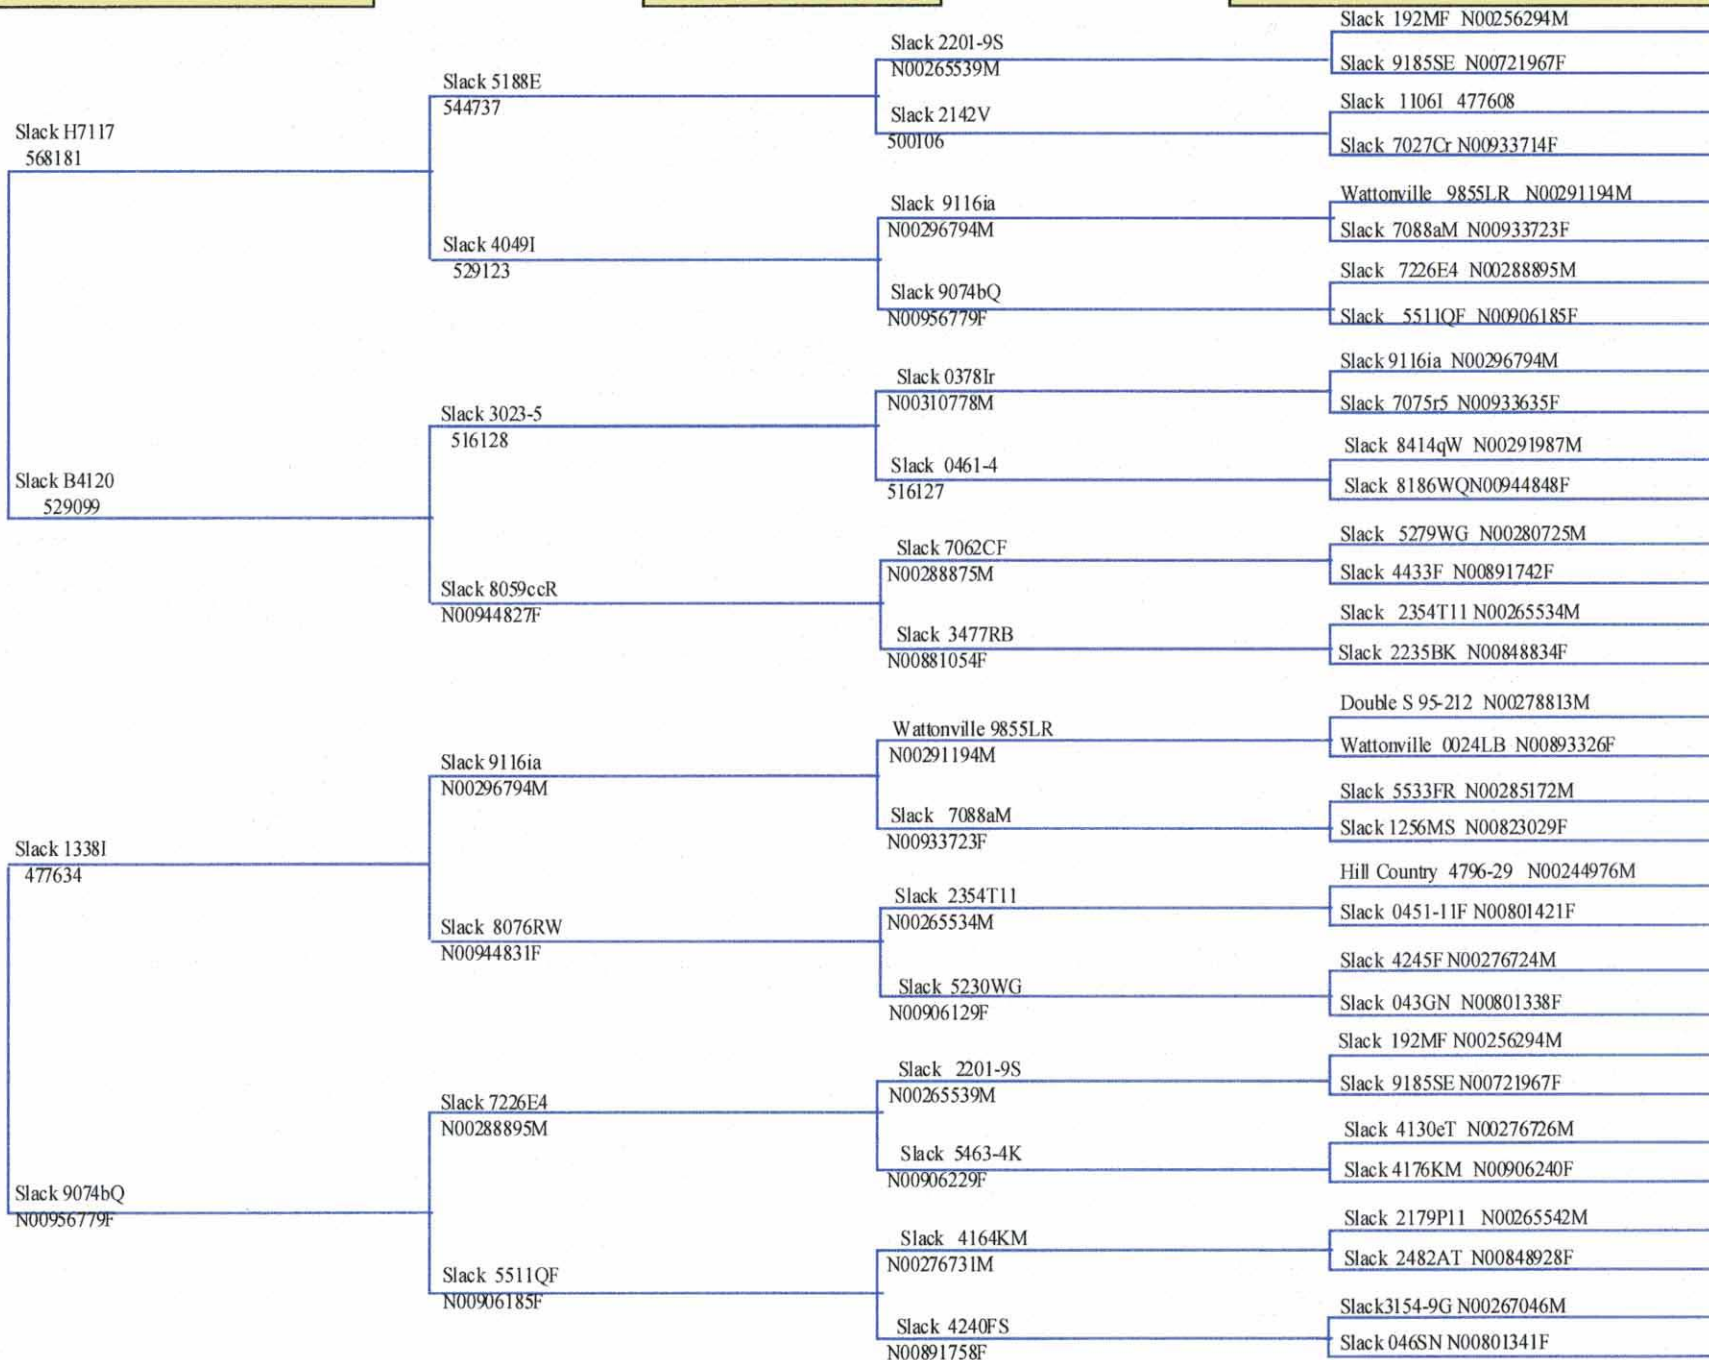 Slack H7117
568181
Slack B4120
529099
Slack 1338I
477634
Slack 9074bQ
N00956779F
Slack 5188E
544737
Slack 4049I
529123
Slack 3023-5
516128
Slack 8059ccR
N00944827F
Slack 9116ia
N00296794M
Slack 8076RW
N00944831F
Slack 7226E4
N00288895M
Slack 5511QF
N00906185F
Slack 2201-9S
N00265539M
Slack 2142V
500106
Slack 9116ia
N00296794M
Slack 9074bQ
N00956779F
Slack 0378Ir
N00310778M
Slack 0461-4
516127
Slack 7062CF
N00288875M
Slack 3477RB
N00881054F
Wattonville 9855LR
N00291194M
Slack 7088aM
N00933723F
Slack 2354T11
N00265534M
Slack 5230WG
N00906129F
Slack 2201-9S
N00265539M
Slack 5463-4K
N00906229F
Slack 4164KM
N00276731M
Slack 4240FS
N00891758F
Slack 192MF N00256294M
Slack 9185SE N00721967F
Slack 1106I 477608
Slack 7027Cr N00933714F
Wattonville 9855LR N00291194M
Slack 7088aM N00933723F
Slack 7226E4 N00288895M
Slack 5511QF N00906185F
Slack 9116ia N00296794M
Slack 7075r5 N00933635F
Slack 8414qW N00291987M
Slack 8186WQN00944848F
Slack 5279WG N00280725M
Slack 4433F N00891742F
Slack 2354T11 N00265534M
Slack 2235BK N00848834F
Double S 95-212 N00278813M
Wattonville 0024LB N00893326F
Slack 5533FR N00285172M
Slack 1256MS N00823029F
Hill Country 4796-29 N00244976M
Slack 0451-11F N00801421F
Slack 4245F N00276724M
Slack 043GN N00801338F
Slack 192MF N00256294M
Slack 9185SE N00721967F
Slack 4130eT N00276726M
Slack 4176KM N00906240F
Slack 2179P11 N00265542M
Slack 2482AT N00848928F
Slack3154-9G N00267046M
Slack 046SN N00801341F